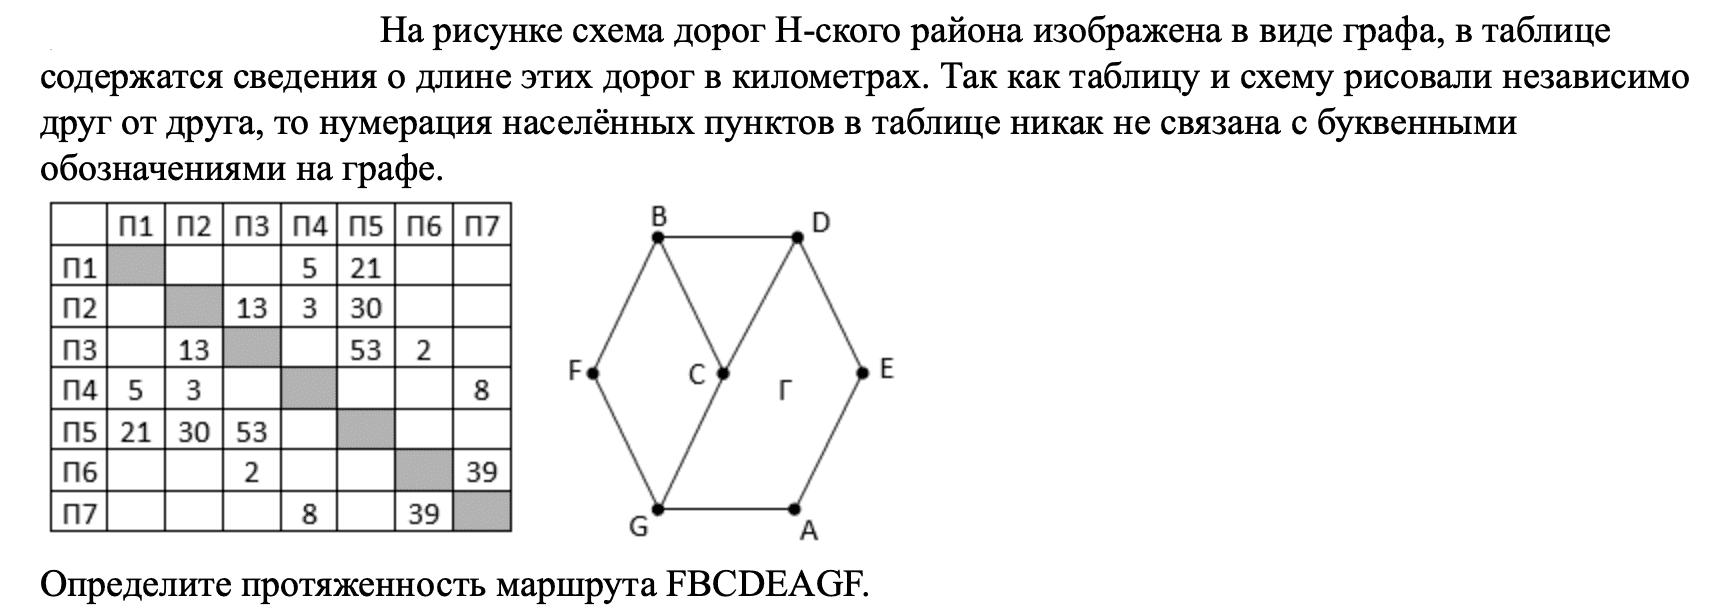 На рисунке схема дорог Н-ского района изображена в виде графа, в таблице
содержатся сведения о длине этих дорог в километрах. Так как таблицу и схему рисовали независимо
друг от друга, то нумерация населённых пунктов в таблице никак не связана с буквенными
обозначениями на графе.
П1 П2 П3 П4 П5 П6 П7
П1 5 21
П2 13 3 30
П3 13 53 2
П4 5 3 8
П5 21 30 53
П6 2 39
П7 8 39
B D
F C Г E
G A
Определите протяженность маршрута FBCDEAGF.